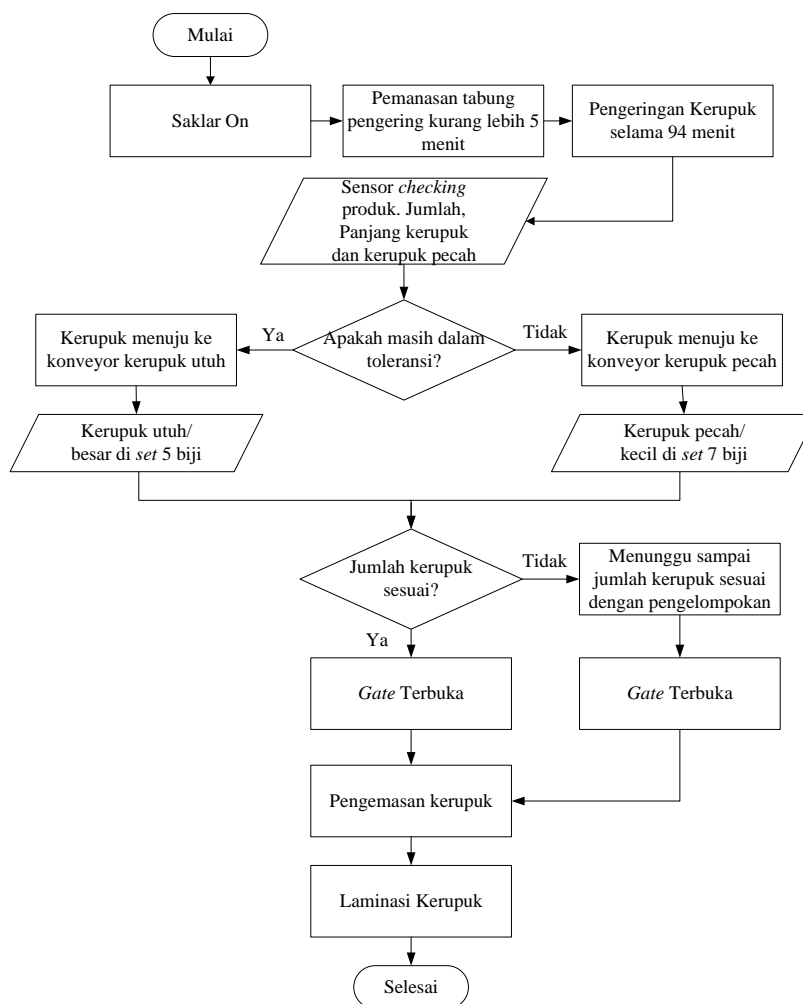 Mulai
Saklar On
Pemanasan tabung
pengering kurang lebih 5
menit
Pengeringan Kerupuk
selama 94 menit
Sensor checking
produk. Jumlah,
Panjang kerupuk
dan kerupuk pecah
Apakah masih dalam
toleransi?
Ya
Tidak
Kerupuk menuju ke
konveyor kerupuk utuh
Kerupuk menuju ke
konveyor kerupuk pecah
Kerupuk utuh/
besar di set 5 biji
Kerupuk pecah/
kecil di set 7 biji
Jumlah kerupuk
sesuai?
Tidak
Menunggu sampai
jumlah kerupuk sesuai
dengan pengelompokan
Ya
Gate Terbuka
Gate Terbuka
Pengemasan kerupuk
Laminasi Kerupuk
Selesai